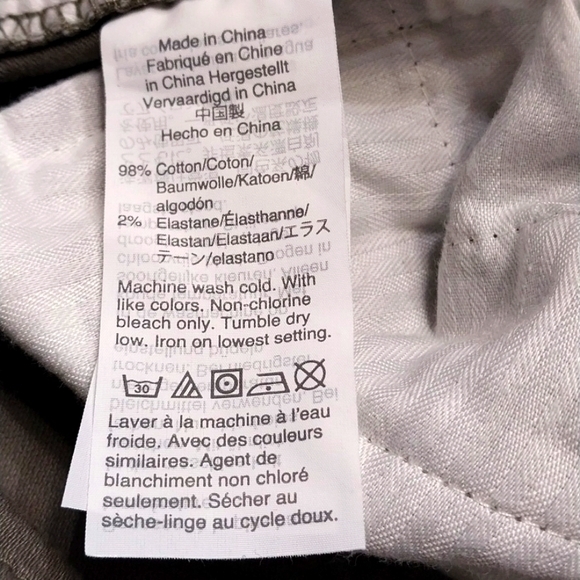 Made in China
Fabriqué en Chine
in China Hergestellt
Vervaardigd in China
中国製
Hecho en China
98% Cotton/Coton/
Baumwolle/Katoen/綿/
algodón
2% Elastane/Élasthanne/
Elastan/Elastaan/エラス
テーン/elastano
Machine wash cold. With
like colors. Non-chlorine
bleach only. Tumble dry
low. Iron on lowest setting.
30
Laver à la machine à l'eau
froide. Avec des couleurs
similaires. Agent de
blanchiment non chloré
seulement. Sécher au
sèche-linge au cycle doux.